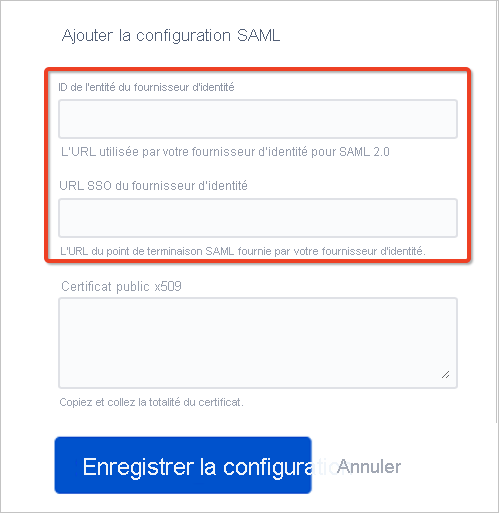 Ajouter la configuration SAML
ID de l'entité du fournisseur d'identité
L'URL utilisée par votre fournisseur d'identité pour SAML 2.0
URL SSO du fournisseur d'identité
L'URL du point de terminaison SAML fournie par votre fournisseur d'identité.
Certificat public x509
Copiez et collez la totalité du certificat.
Enregistrer la configuration
Annuler